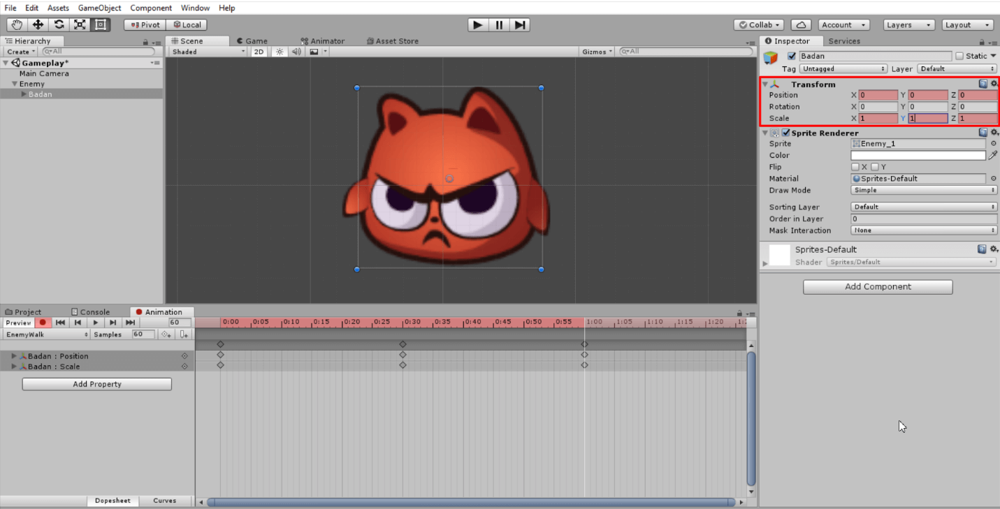 File Edit Assets GameObject Component Window Help
Pivot Local Collab Account Layers Layout
Hierarchy
Create All
Gameplay*
Main Camera
Enemy
Badan
Scene Game Animator Asset Store
Shaded 2D Gizmos All
Inspector Services
Badan Static
Tag Untagged Layer Default
Transform
Position X 0 Y 0 Z 0
Rotation X 0 Y 0 Z 0
Scale X 1 Y 1 Z 1
Sprite Renderer
Sprite Enemy_1
Color
Flip X Y
Material Sprites-Default
Draw Mode Simple
Sorting Layer Default
Order in Layer 0
Mask Interaction None
Sprites-Default
Shader Sprites/Default
Add Component
Project Console Animation
Preview 60 0:00 0:05 0:10 0:15 0:20 0:25 0:30 0:35 0:40 0:45 0:50 0:55 1:00 1:05 1:10 1:15 1:20
EnemyWalk Samples 60
Badan : Position
Badan : Scale
Add Property
Dopesheet Curves